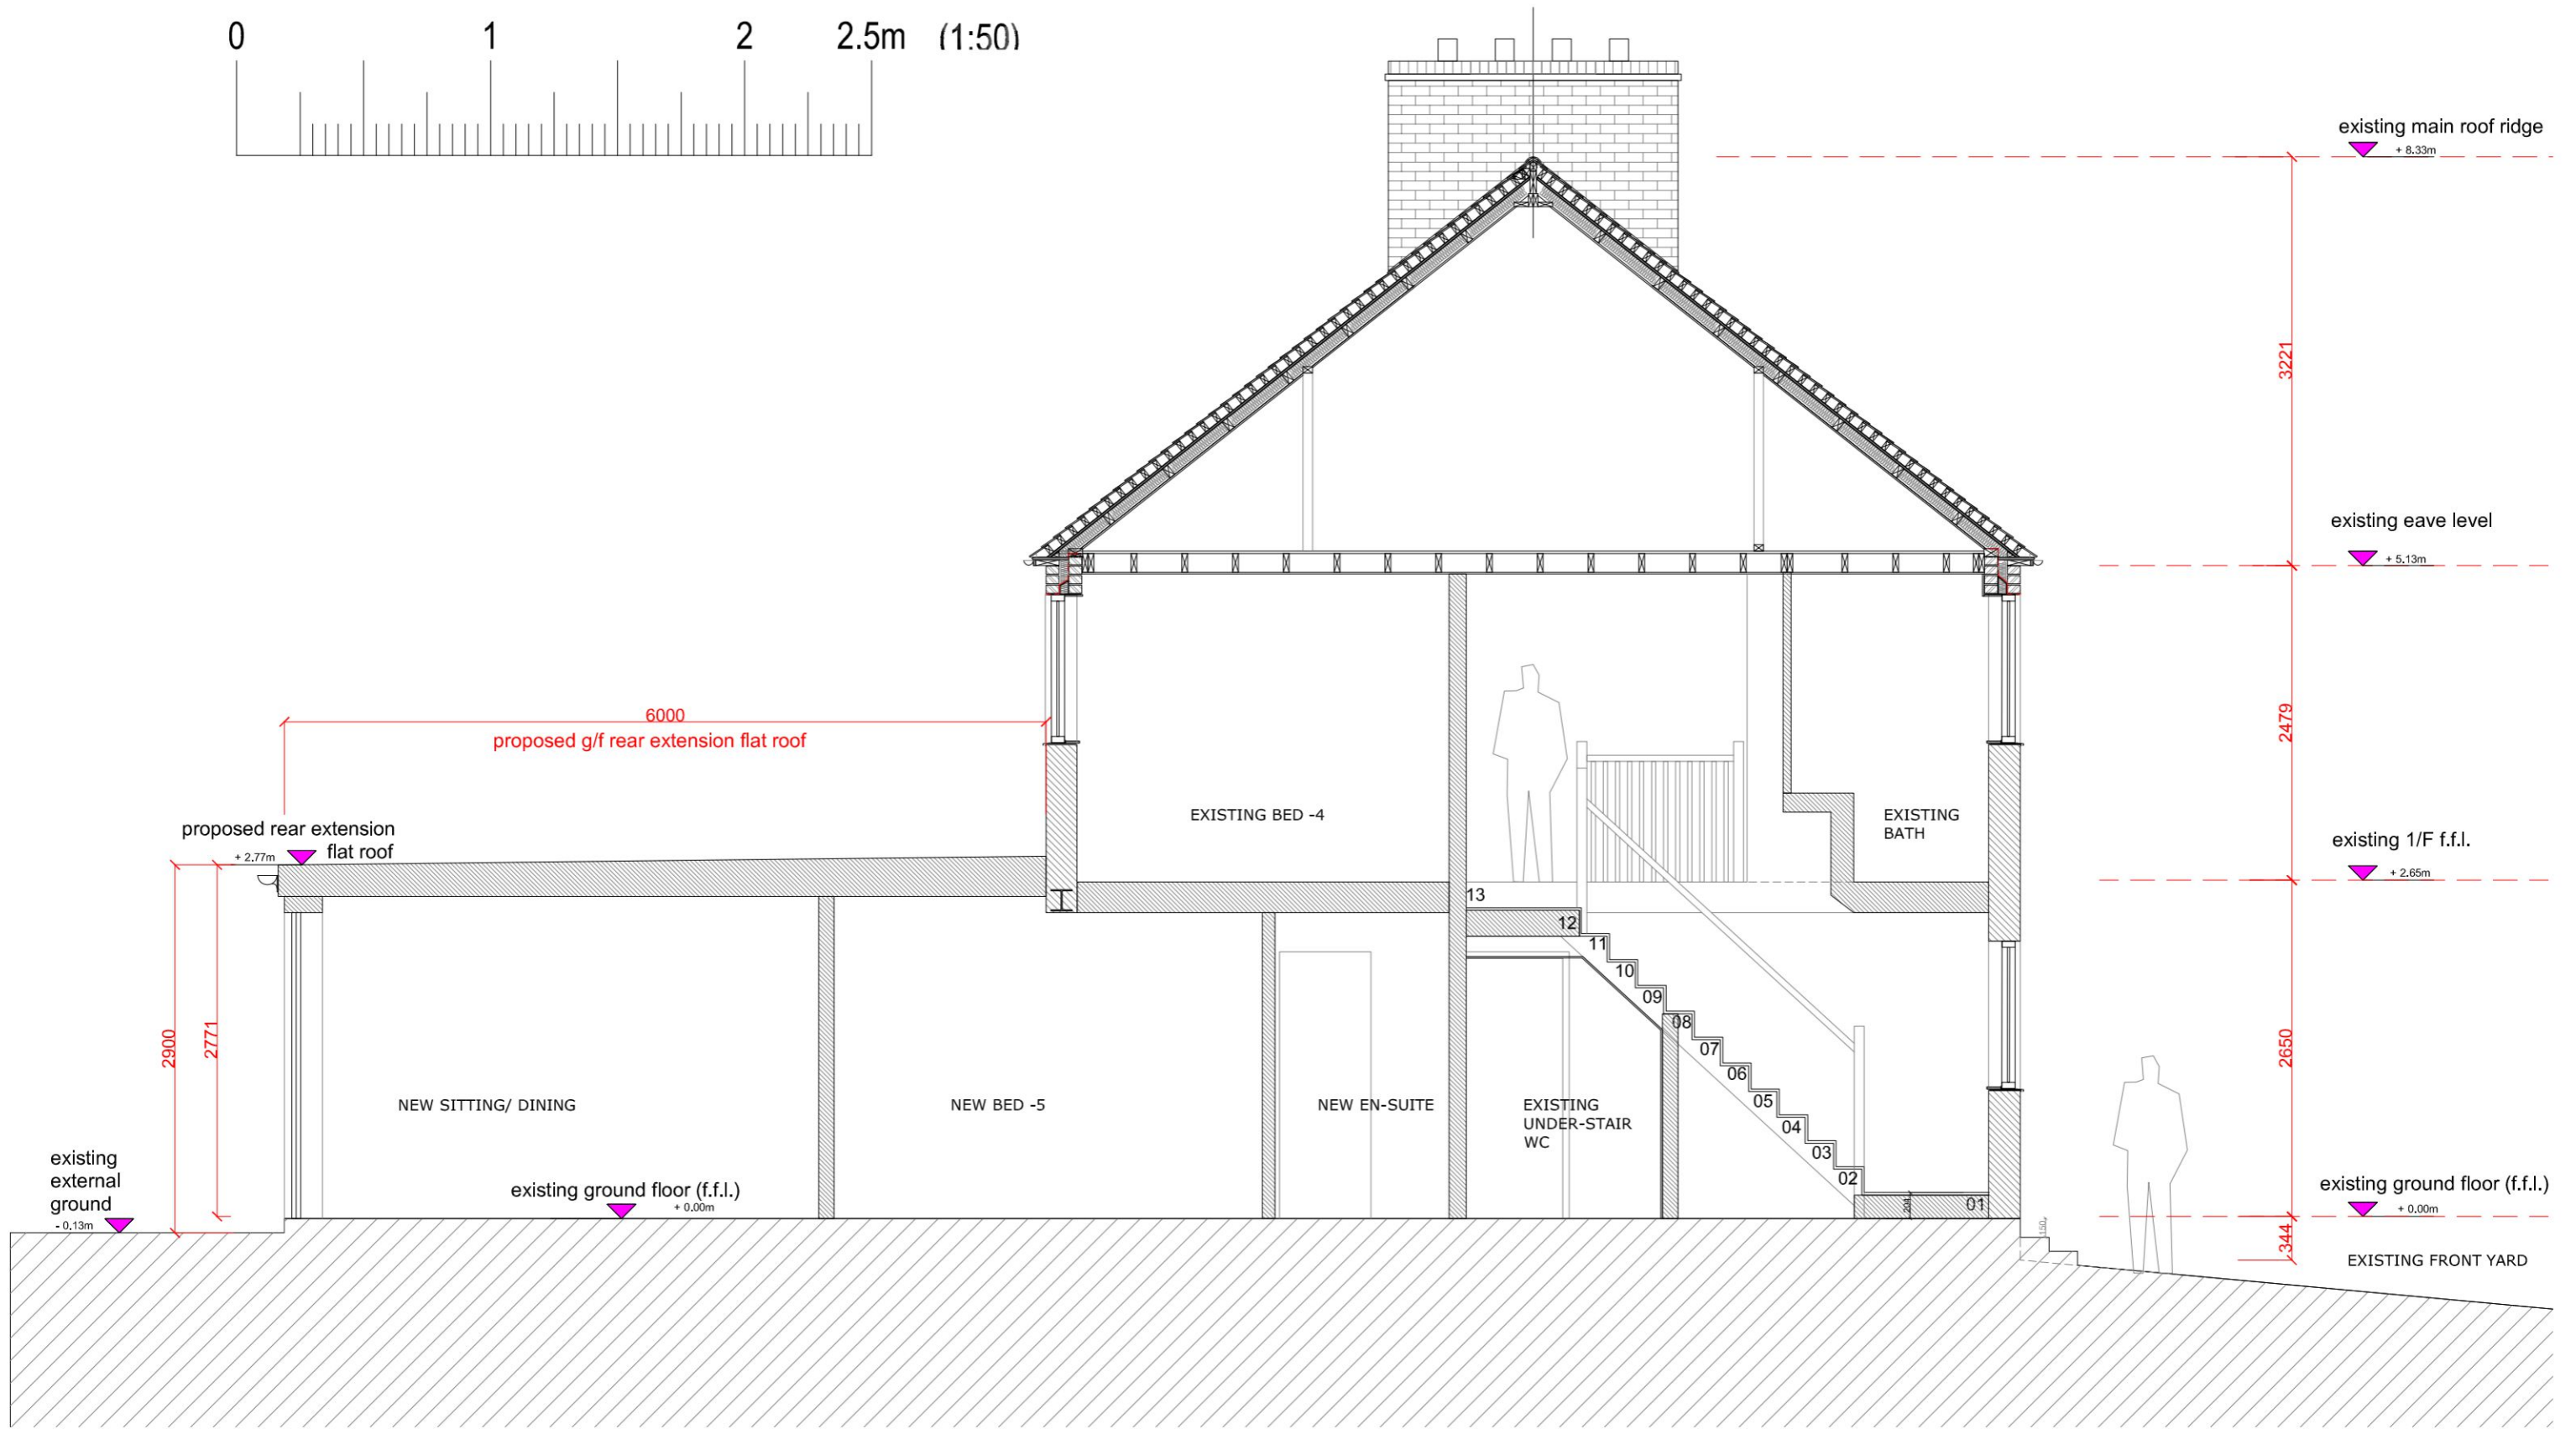 0 1 2 2.5m (1:50)
existing main roof ridge
+ 8.33m
3221
existing eave level
+ 5.13m
6000
proposed g/f rear extension flat roof
2479
EXISTING BED -4
EXISTING
BATH
proposed rear extension
flat roof
+ 2.77m
existing 1/F f.f.l.
+ 2.65m
13
12
11
10
09
08
07
06
05
04
03
02
01
204
2900
2771
2650
NEW SITTING/ DINING
NEW BED -5
NEW EN-SUITE
EXISTING
UNDER-STAIR
WC
existing
external
ground
- 0.13m
existing ground floor (f.f.l.)
+ 0.00m
existing ground floor (f.f.l.)
+ 0.00m
150
344
EXISTING FRONT YARD